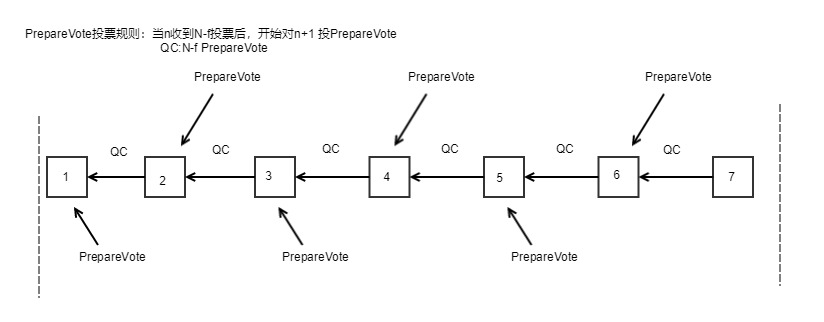 PrepareVote投票规则：当n收到N-f投票后，开始对n+1 投PrepareVote
QC:N-f PrepareVote
PrepareVote
PrepareVote
PrepareVote
QC
QC
QC
QC
QC
QC
1
2
3
4
5
6
7
PrepareVote
PrepareVote
PrepareVote